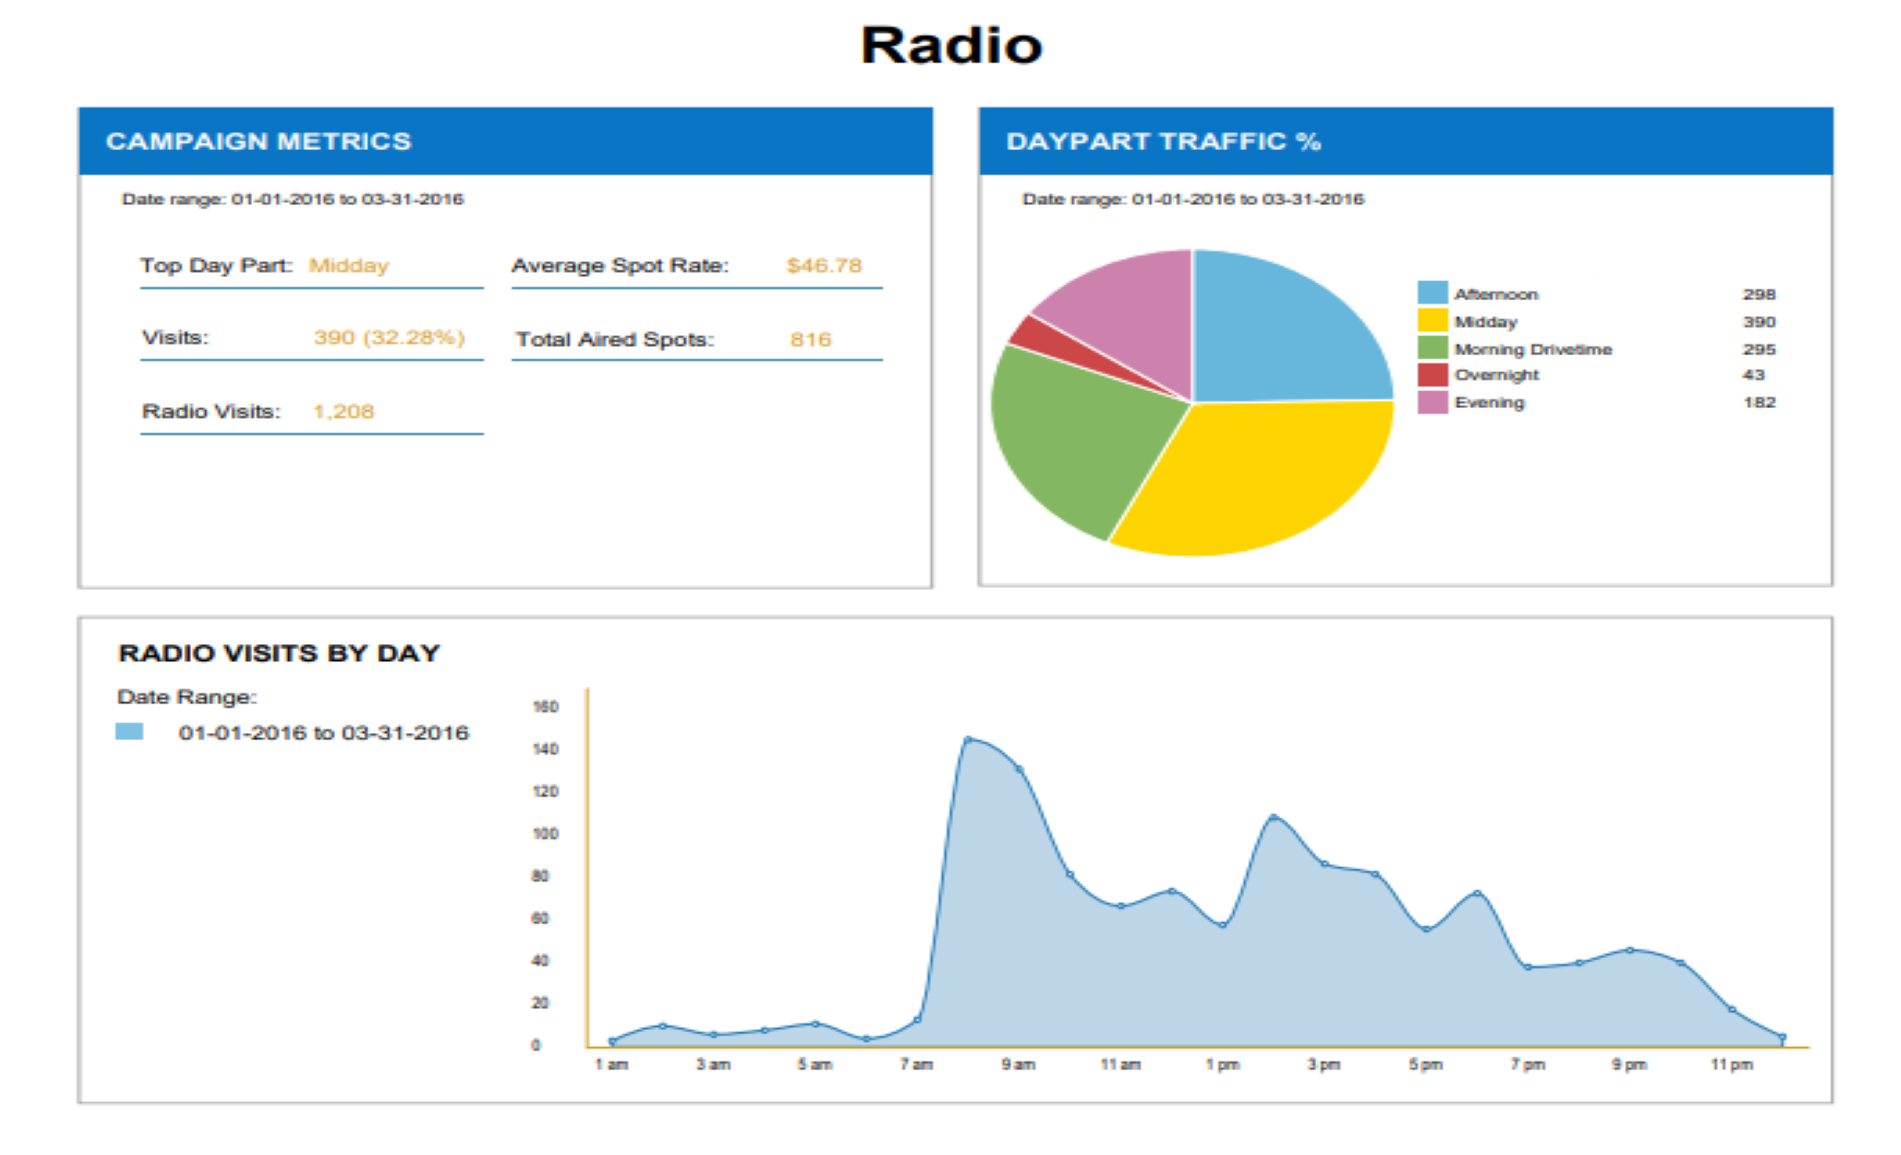 Radio
CAMPAIGN METRICS
Date range: 01-01-2016 to 03-31-2016
Top Day Part: Midday
Average Spot Rate: $46.78
Visits: 390 (32.28%)
Total Aired Spots: 816
Radio Visits: 1,208
DAYPART TRAFFIC %
Date range: 01-01-2016 to 03-31-2016
Afternoon 298
Midday 390
Morning Drivetime 295
Overnight 43
Evening 182
RADIO VISITS BY DAY
Date Range:
01-01-2016 to 03-31-2016
160
140
120
100
80
60
40
20
0
1 am 3 am 5 am 7 am 9 am 11 am 1 pm 3 pm 5 pm 7 pm 9 pm 11 pm